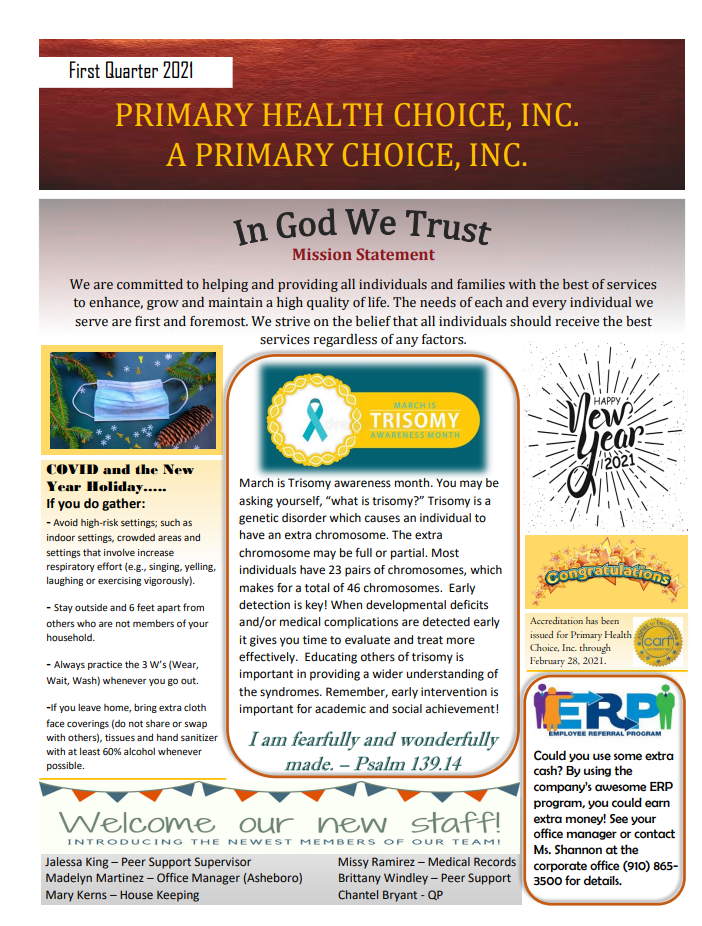 First Quarter 2021
PRIMARY HEALTH CHOICE, INC.
A PRIMARY CHOICE, INC.
In God We Trust
Mission Statement
We are committed to helping and providing all individuals and families with the best of services
to enhance, grow and maintain a high quality of life. The needs of each and every individual we
serve are first and foremost. We strive on the belief that all individuals should receive the best
services regardless of any factors.
COVID and the New
Year Holiday…..
If you do gather:
- Avoid high-risk settings; such as
indoor settings, crowded areas and
settings that involve increase
respiratory effort (e.g., singing, yelling,
laughing or exercising vigorously).
- Stay outside and 6 feet apart from
others who are not members of your
household.
- Always practice the 3 W's (Wear,
Wait, Wash) whenever you go out.
-If you leave home, bring extra cloth
face coverings (do not share or swap
with others), tissues and hand sanitizer
with at least 60% alcohol whenever
possible.
MARCH IS
TRISOMY
AWARENESS MONTH
March is Trisomy awareness month. You may be
asking yourself, "what is trisomy?" Trisomy is a
genetic disorder which causes an individual to
have an extra chromosome. The extra
chromosome may be full or partial. Most
individuals have 23 pairs of chromosomes, which
makes for a total of 46 chromosomes. Early
detection is key! When developmental deficits
and/or medical complications are detected early
it gives you time to evaluate and treat more
effectively. Educating others of trisomy is
important in providing a wider understanding of
the syndromes. Remember, early intervention is
important for academic and social achievement!
I am fearfully and wonderfully
made. – Psalm 139.14
HAPPY
New
Year
2021
Congratulations
Accreditation has been
issued for Primary Health
Choice, Inc. through
February 28, 2021.
carf
ERP
EMPLOYEE REFERRAL PROGRAM
Could you use some extra
cash? By using the
company's awesome ERP
program, you could earn
extra money! See your
office manager or contact
Ms. Shannon at the
corporate office (910) 865-
3500 for details.
Welcome our new staff!
INTRODUCING THE NEWEST MEMBERS OF OUR TEAM!
Jalessa King – Peer Support Supervisor
Madelyn Martinez – Office Manager (Asheboro)
Mary Kerns – House Keeping
Missy Ramirez – Medical Records
Brittany Windley – Peer Support
Chantel Bryant - QP